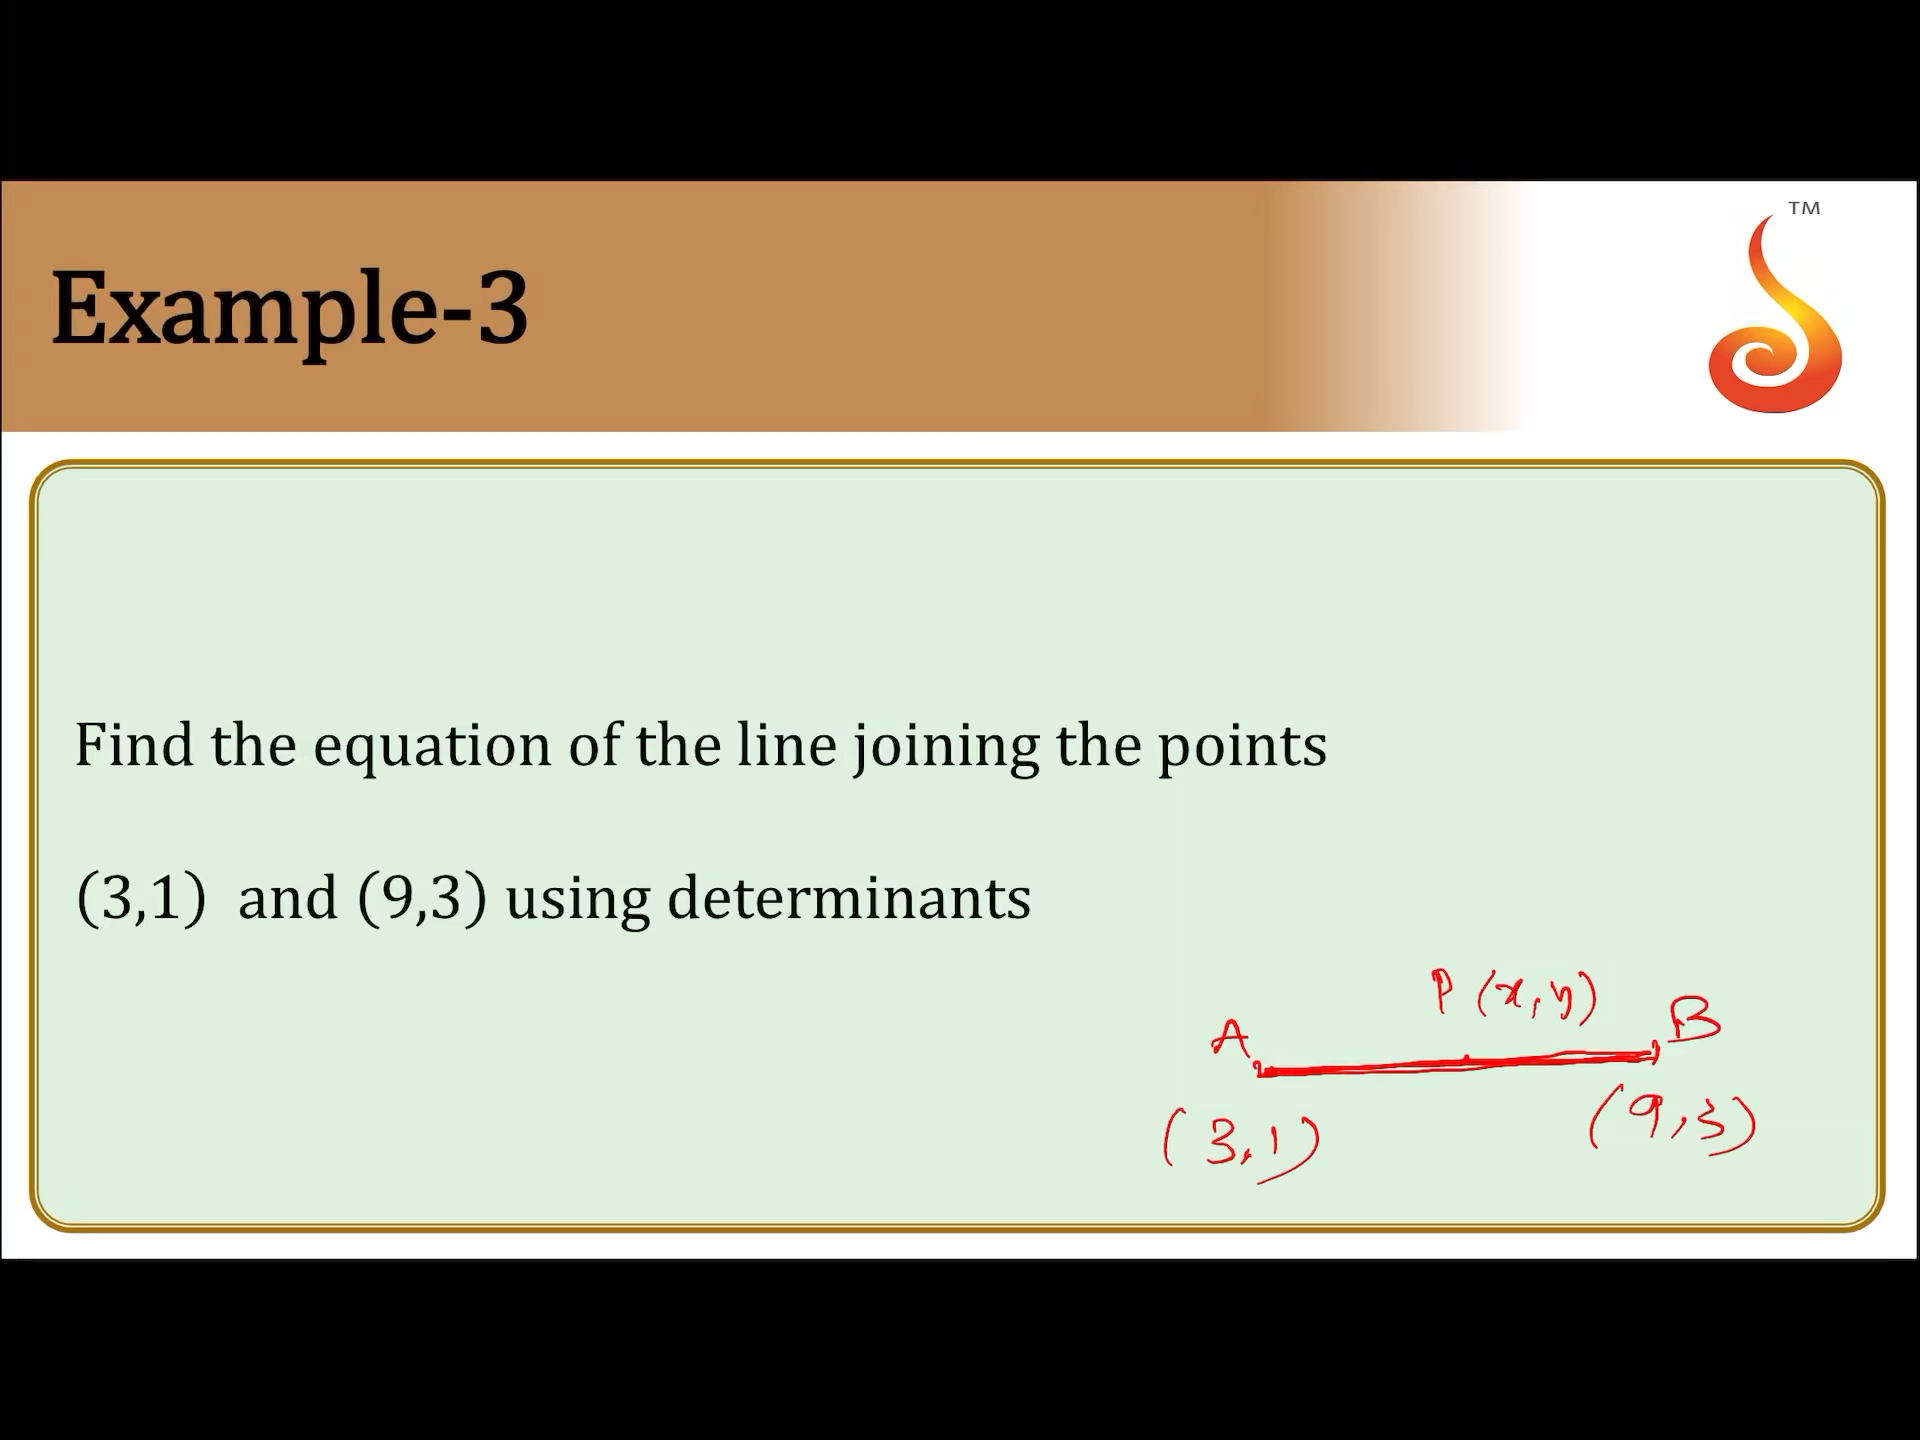 TM
Example-3
Find the equation of the line joining the points
(3,1) and (9,3) using determinants
P (x, y)
A
B
(3,1)
(9,3)